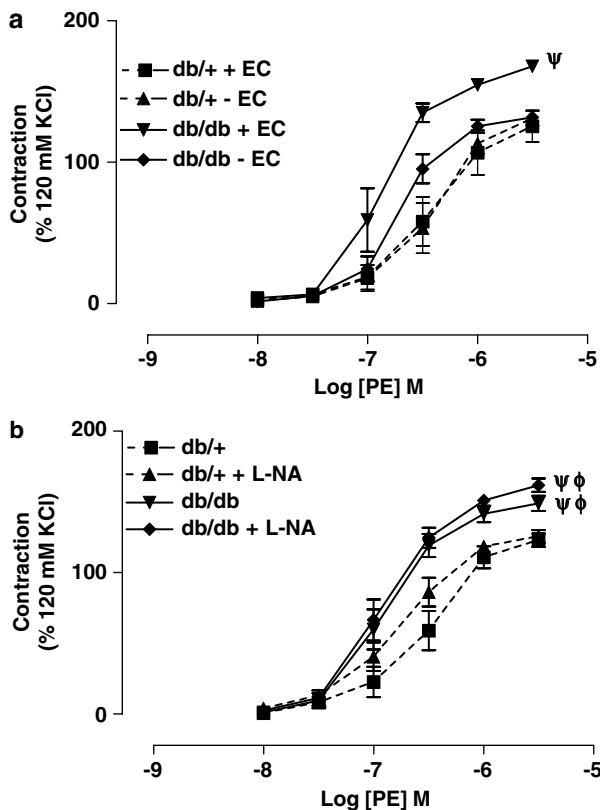 a
200
100
0
Contraction
(% 120 mM KCl)
db/+ + EC
db/+ - EC
db/db + EC
db/db - EC
ψ
-9 -8 -7 -6 -5
Log [PE] M
b
200
100
0
Contraction
(% 120 mM KCl)
db/+
db/+ + L-NA
db/db
db/db + L-NA
ψ ϕ
ψ ϕ
-9 -8 -7 -6 -5
Log [PE] M